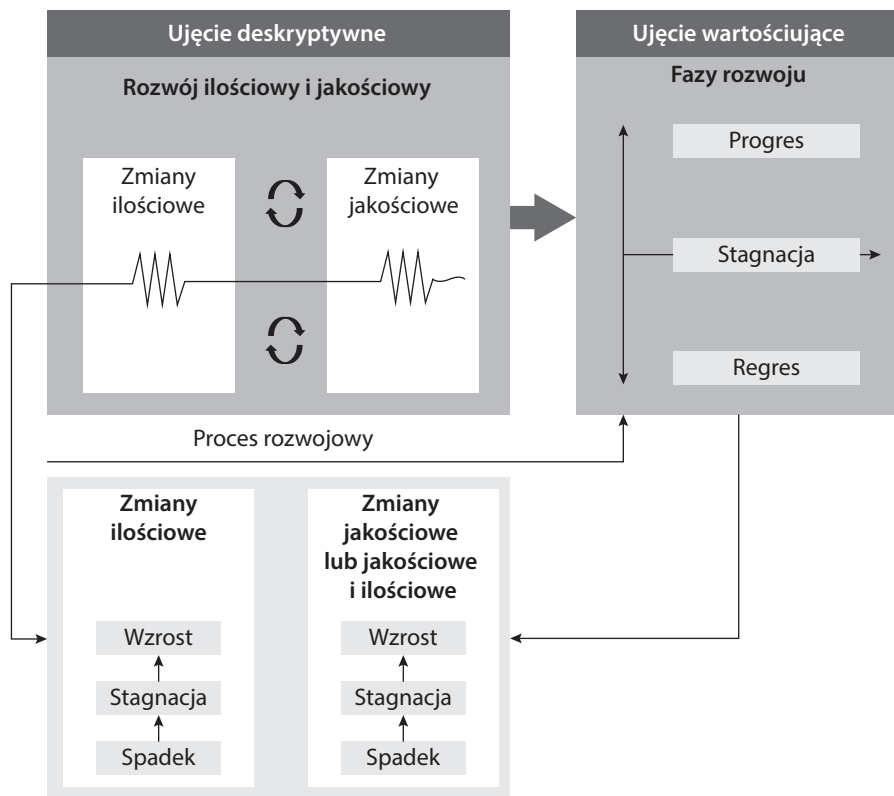 Ujęcie deskryptywne
Rozwój ilościowy i jakościowy
Zmiany
ilościowe
Zmiany
jakościowe
Ujęcie wartościujące
Fazy rozwoju
Progres
Stagnacja
Regres
Proces rozwojowy
Zmiany
ilościowe
Wzrost
Stagnacja
Spadek
Zmiany
jakościowe
lub jakościowe
i ilościowe
Wzrost
Stagnacja
Spadek